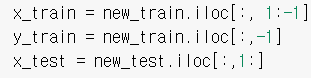 x_train = new_train.iloc[:, 1:-1]
y_train = new_train.iloc[:,-1]
x_test = new_test.iloc[:,1:]